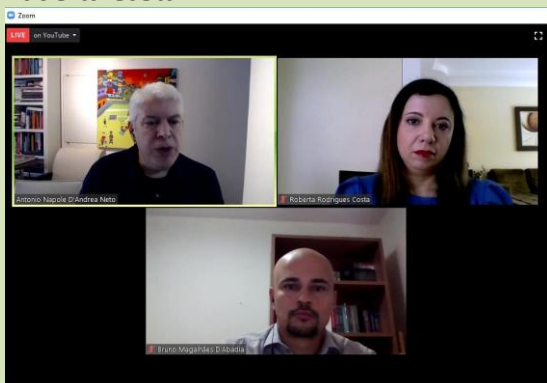 Zoom
LIVE on YouTube
Antonio Napole D'Andrea Neto
Roberta Rodrigues Costa
Bruno Magalhães D'Abadia